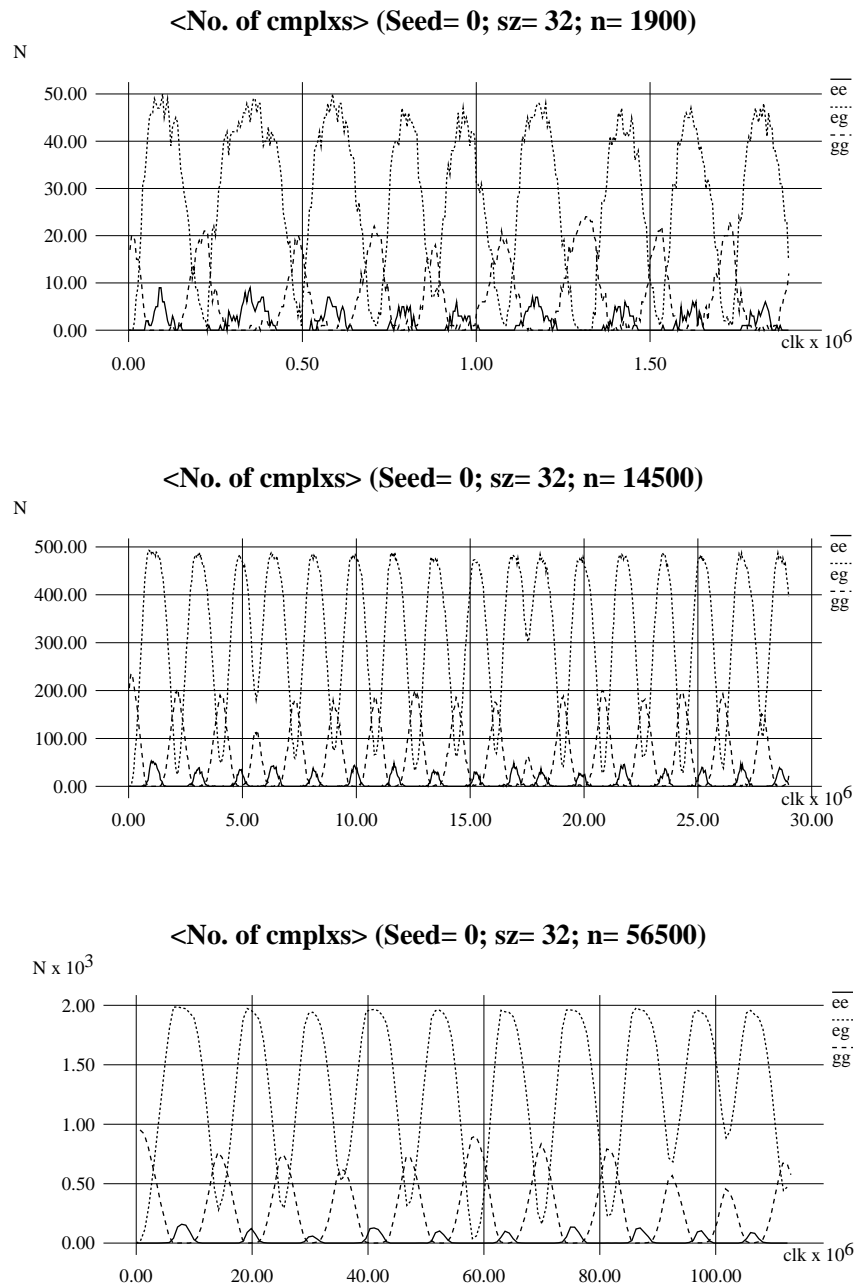 <No. of cmplxs> (Seed= 0; sz= 32; n= 1900)
N
50.00
40.00
30.00
20.00
10.00
0.00
ee
eg
gg
clk x 10^6
0.00 0.50 1.00 1.50
<No. of cmplxs> (Seed= 0; sz= 32; n= 14500)
N
500.00
400.00
300.00
200.00
100.00
0.00
ee
eg
gg
clk x 10^6
0.00 5.00 10.00 15.00 20.00 25.00 30.00
<No. of cmplxs> (Seed= 0; sz= 32; n= 56500)
N x 10^3
2.00
1.50
1.00
0.50
0.00
ee
eg
gg
clk x 10^6
0.00 20.00 40.00 60.00 80.00 100.00